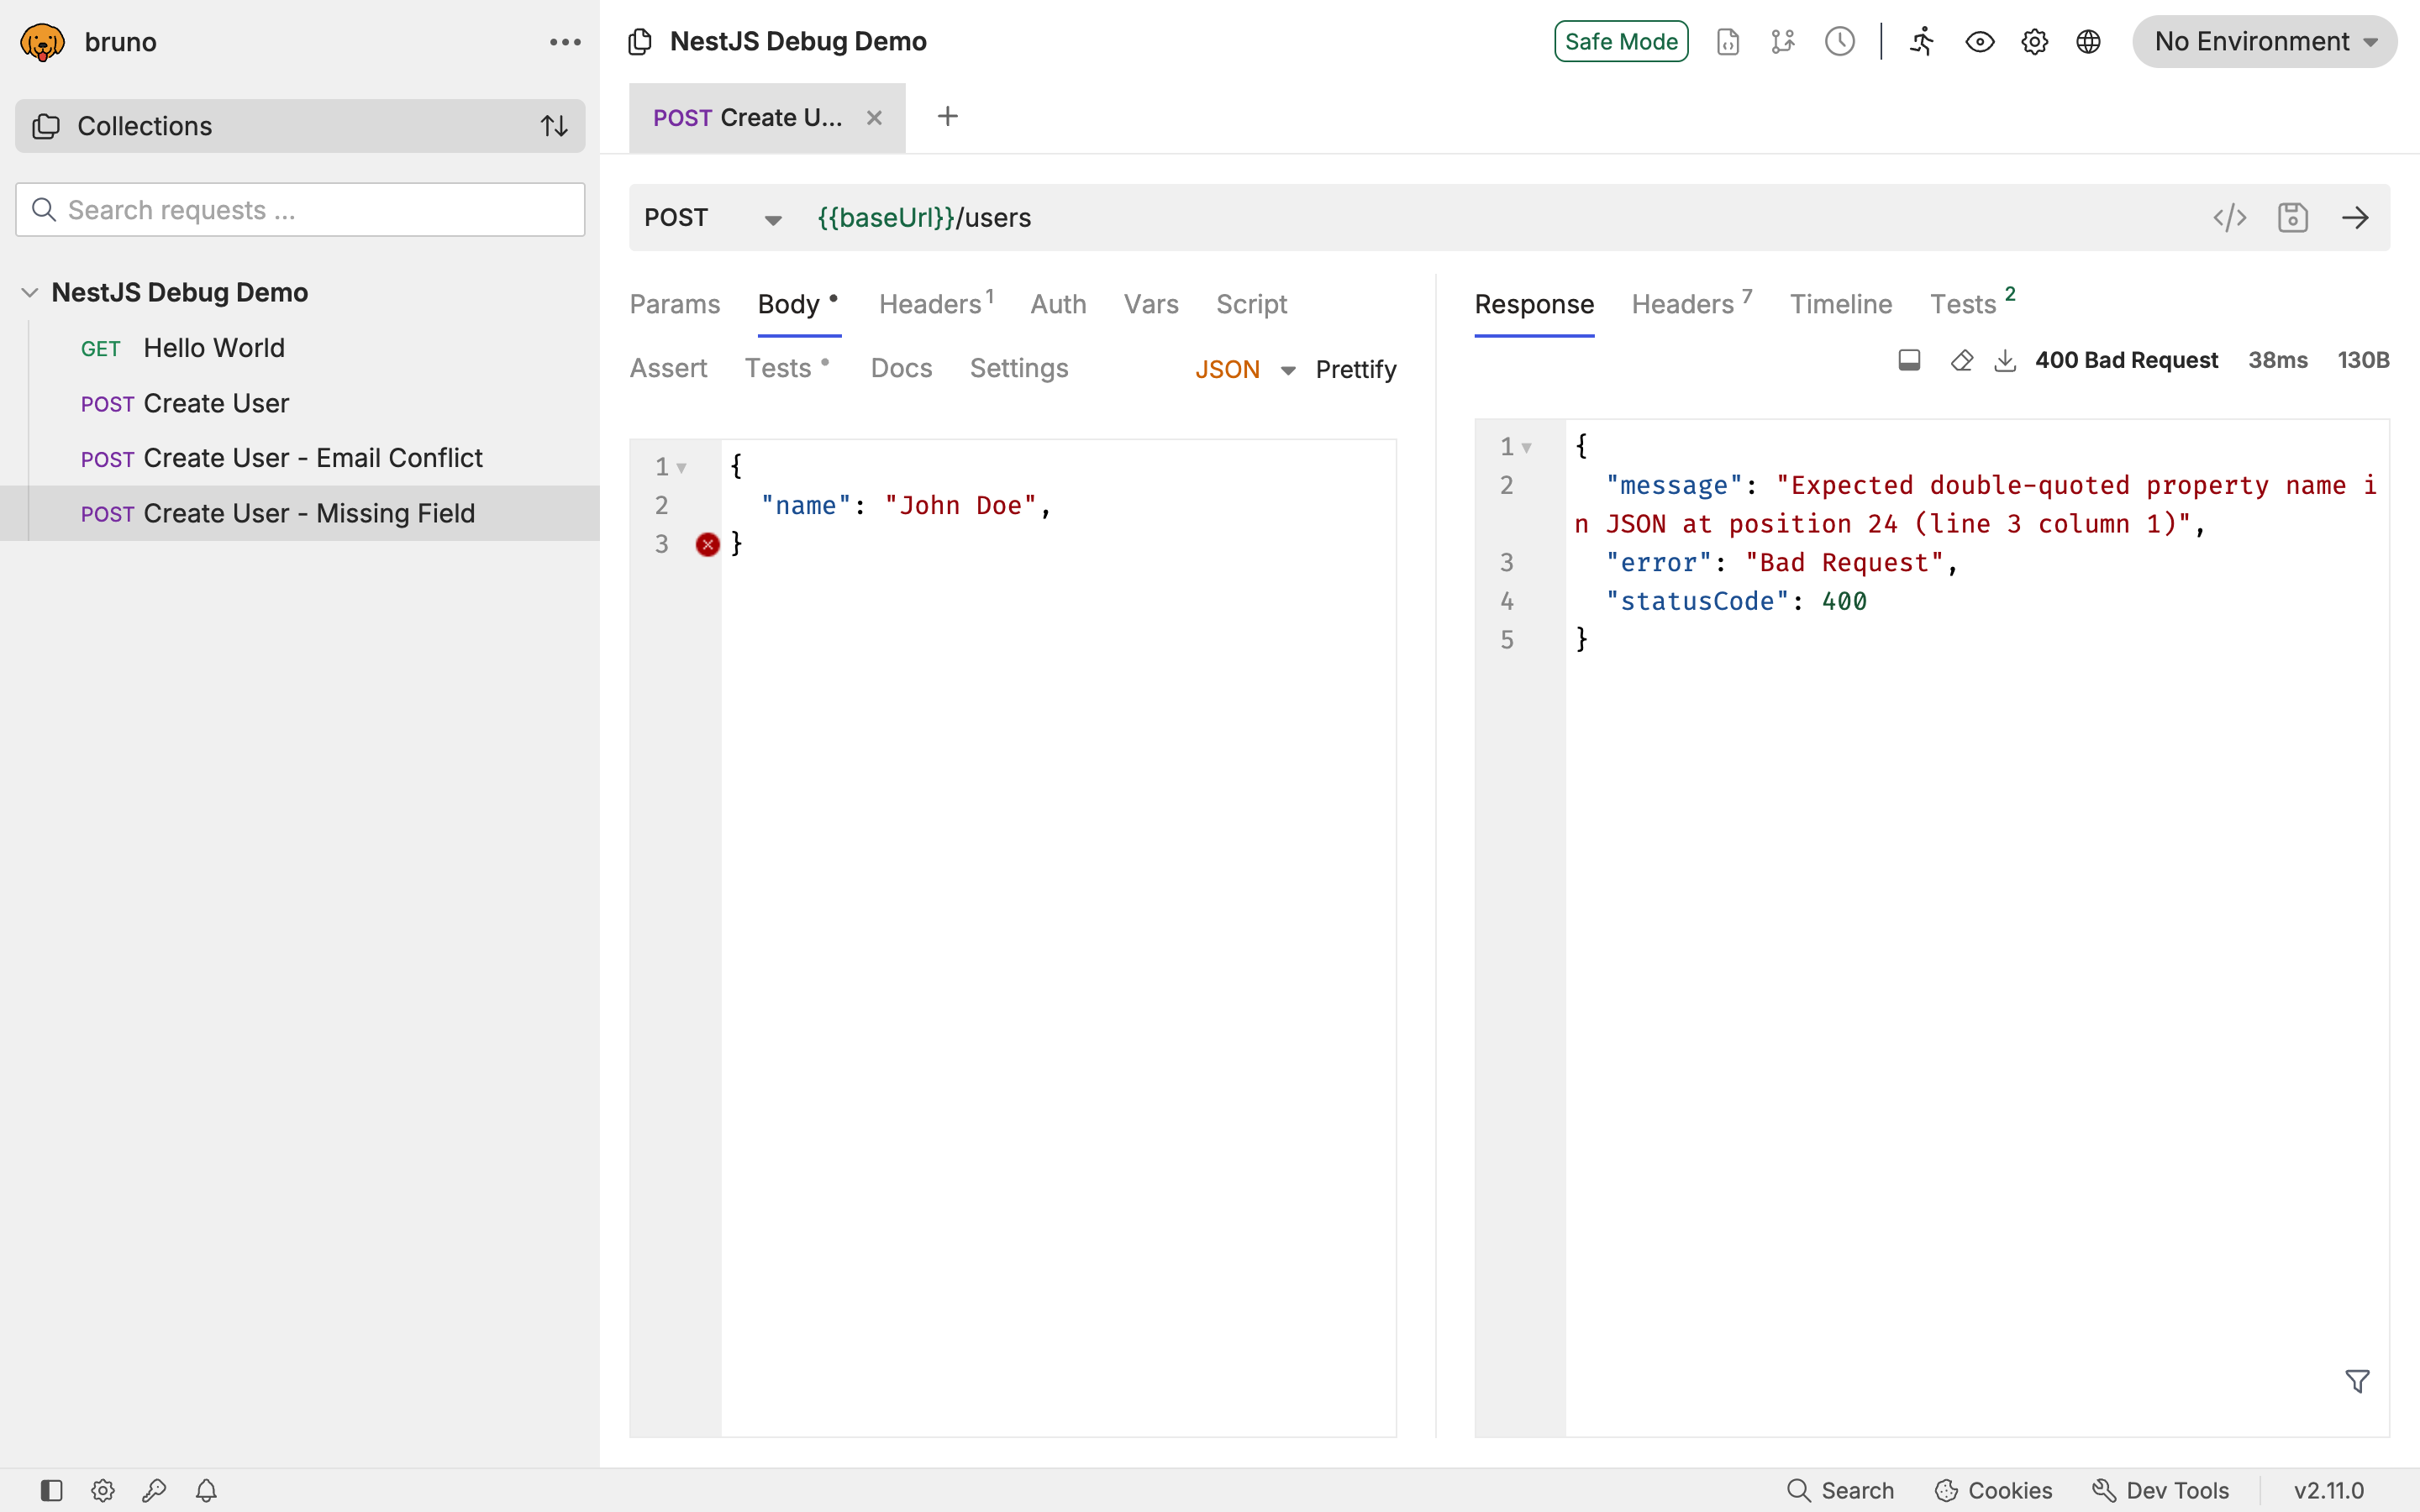 bruno
Collections
Search requests ...
NestJS Debug Demo
GET Hello World
POST Create User
POST Create User - Email Conflict
POST Create User - Missing Field
NestJS Debug Demo
Safe Mode
No Environment
POST Create U...
POST
{{baseUrl}}/users
Params Body Headers 1 Auth Vars Script
Assert Tests Docs Settings
JSON Prettify
1 {
2 "name": "John Doe",
3 }
Response Headers 7 Timeline Tests 2
400 Bad Request 38ms 130B
1 {
2 "message": "Expected double-quoted property name i
n JSON at position 24 (line 3 column 1)",
3 "error": "Bad Request",
4 "statusCode": 400
5 }
Search Cookies Dev Tools v2.11.0